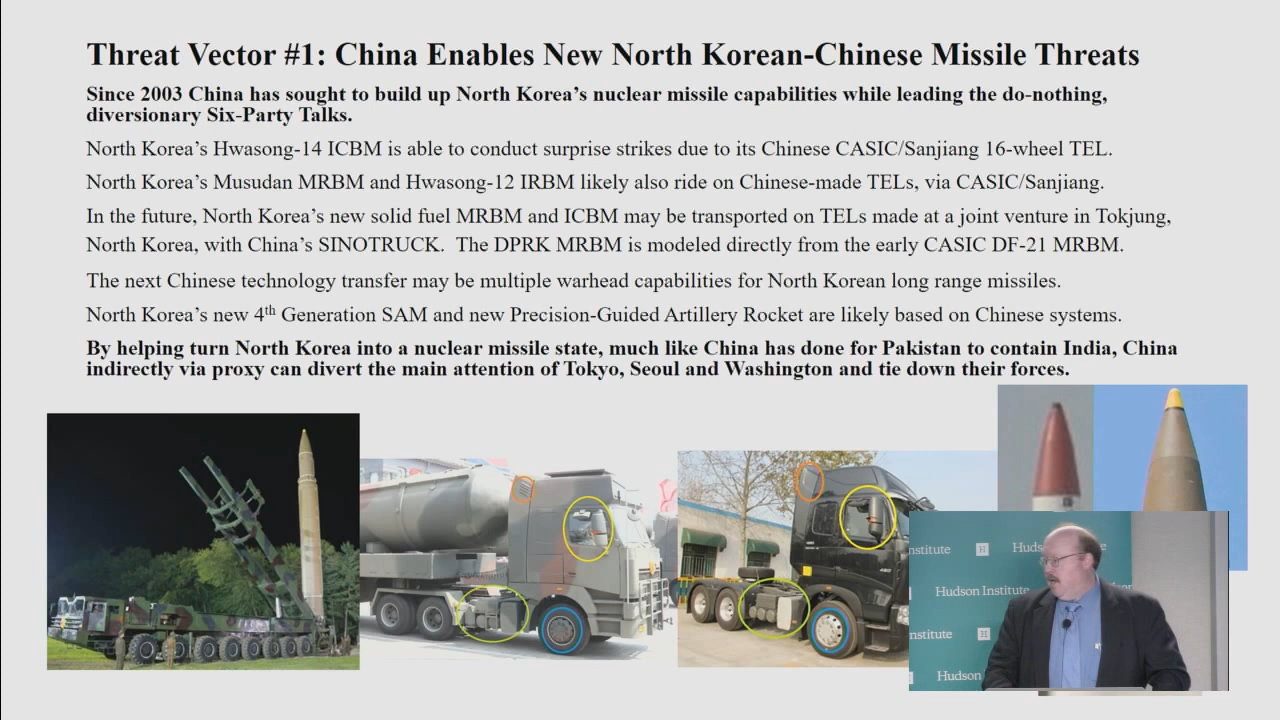 Threat Vector #1: China Enables New North Korean-Chinese Missile Threats
Since 2003 China has sought to build up North Korea's nuclear missile capabilities while leading the do-nothing,
diversionary Six-Party Talks.
North Korea's Hwasong-14 ICBM is able to conduct surprise strikes due to its Chinese CASIC/Sanjiang 16-wheel TEL.
North Korea's Musudan MRBM and Hwasong-12 IRBM likely also ride on Chinese-made TELs, via CASIC/Sanjiang.
In the future, North Korea's new solid fuel MRBM and ICBM may be transported on TELs made at a joint venture in Tokjung,
North Korea, with China's SINOTRUCK. The DPRK MRBM is modeled directly from the early CASIC DF-21 MRBM.
The next Chinese technology transfer may be multiple warhead capabilities for North Korean long range missiles.
North Korea's new 4th Generation SAM and new Precision-Guided Artillery Rocket are likely based on Chinese systems.
By helping turn North Korea into a nuclear missile state, much like China has done for Pakistan to contain India, China
indirectly via proxy can divert the main attention of Tokyo, Seoul and Washington and tie down their forces.
nstitute H Huds e
Hudson Institute son
nstitute H
Hudson